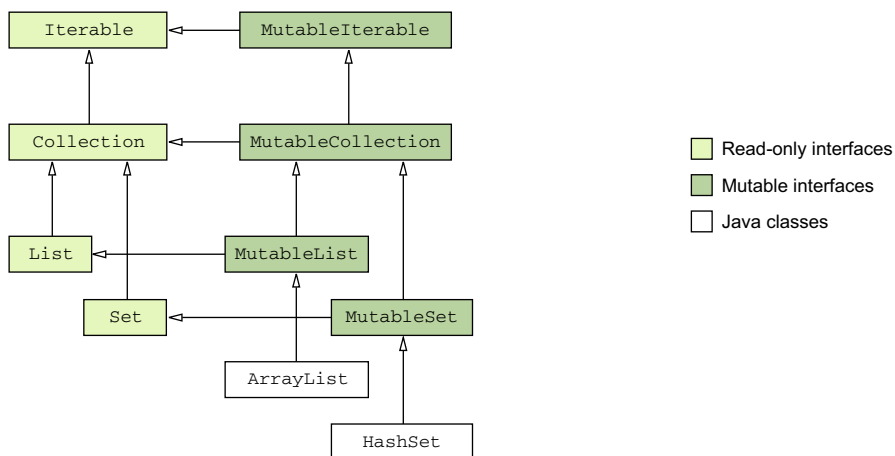 Iterable
MutableIterable
Collection
MutableCollection
Read-only interfaces
Mutable interfaces
Java classes
List
MutableList
Set
MutableSet
ArrayList
HashSet